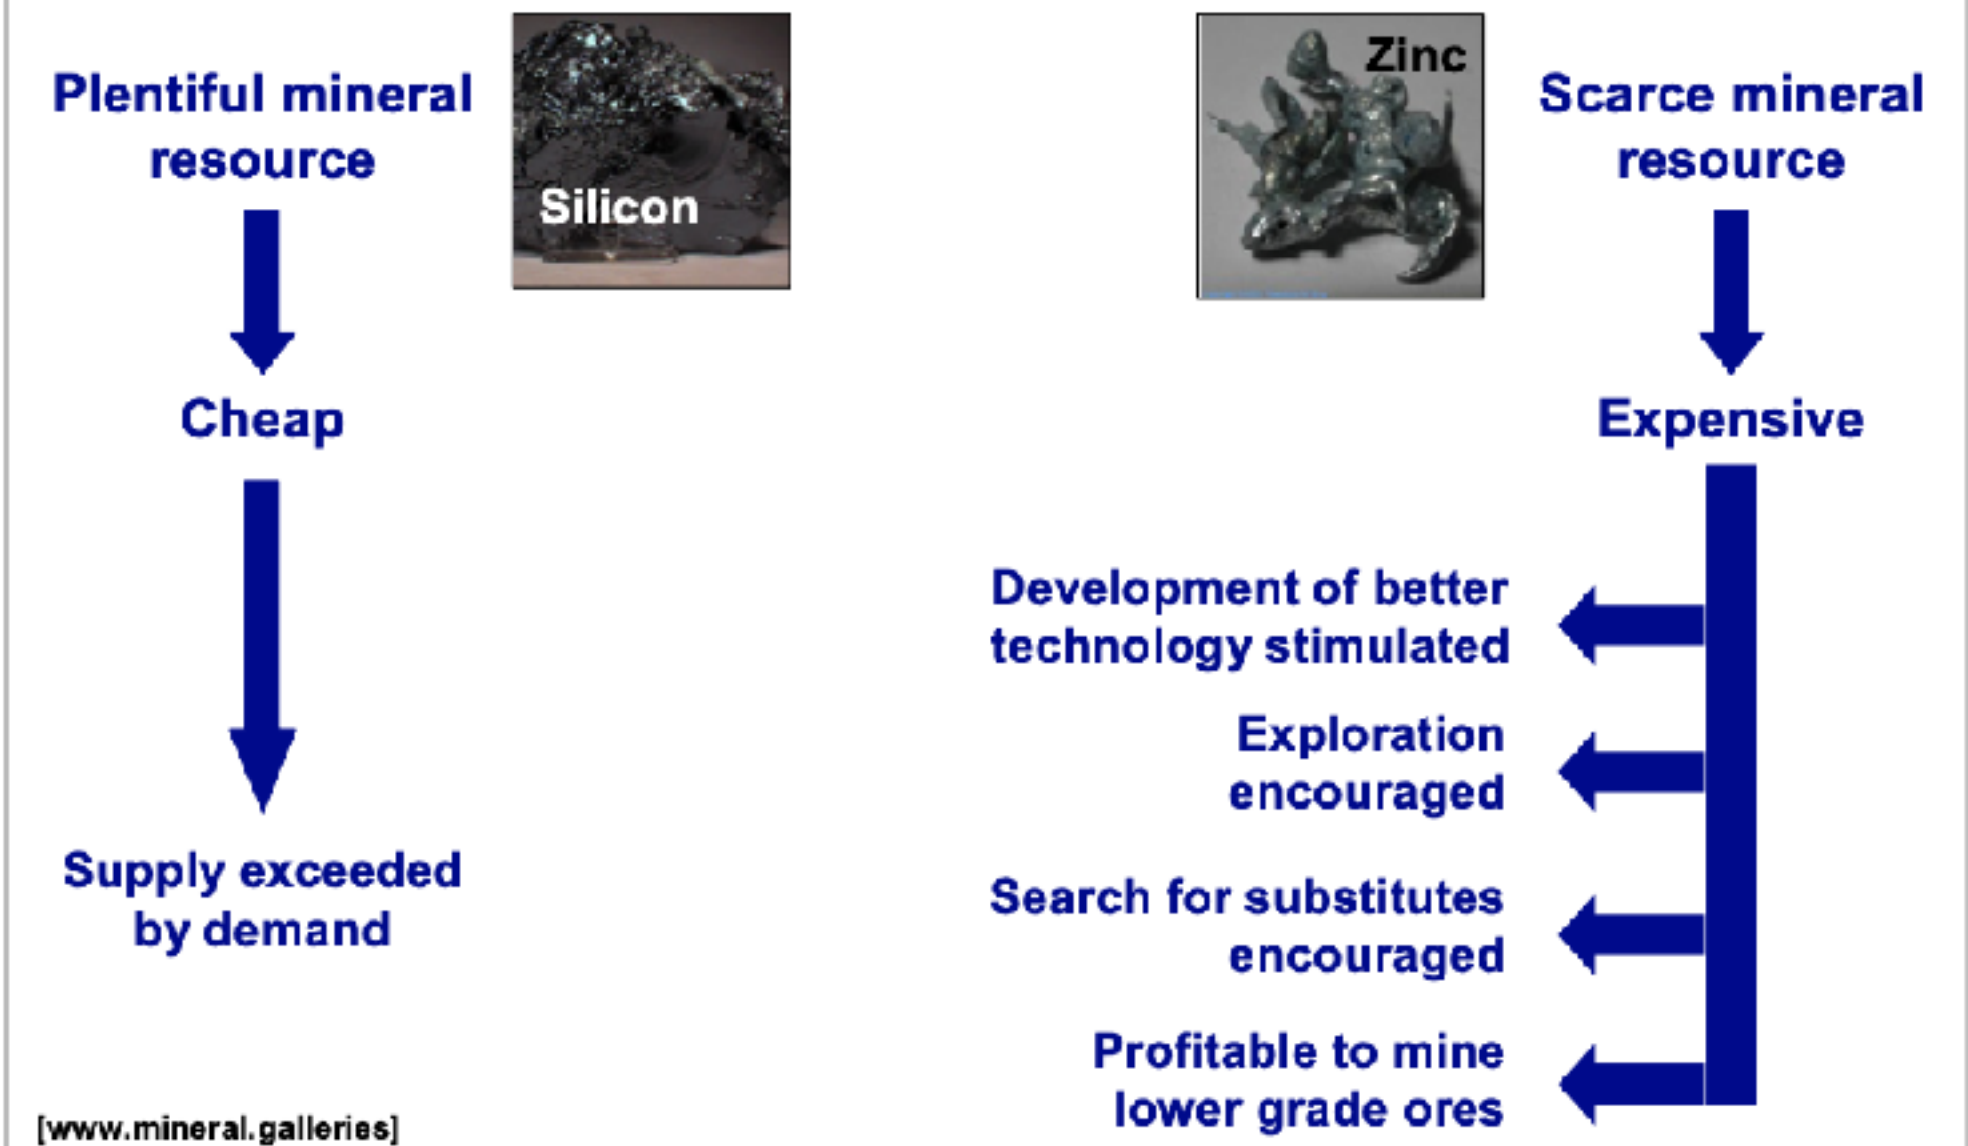 Plentiful mineral
resource
Silicon
Cheap
Supply exceeded
by demand
Zinc
Scarce mineral
resource
Expensive
Development of better
technology stimulated
Exploration
encouraged
Search for substitutes
encouraged
Profitable to mine
lower grade ores
[www.mineral.galleries]